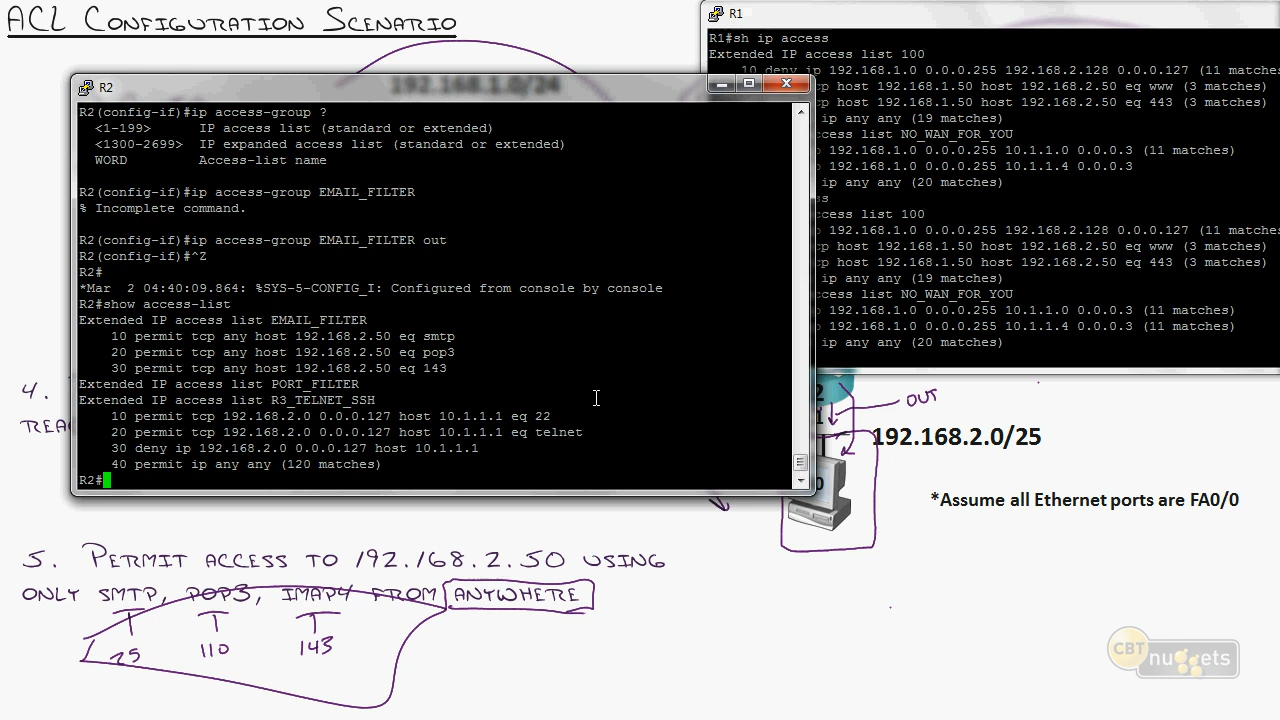 ACL CONFIGURATION SCENARIO
192.168.1.0/24
R2
R2(config-if)#ip access-group ?
<1-199> IP access list (standard or extended)
<1300-2699> IP expanded access list (standard or extended)
WORD Access-list name
R2(config-if)#ip access-group EMAIL_FILTER
% Incomplete command.
R2(config-if)#ip access-group EMAIL_FILTER out
R2(config-if)#^Z
R2#
*Mar 2 04:40:09.864: %SYS-5-CONFIG_I: Configured from console by console
R2#show access-list
Extended IP access list EMAIL_FILTER
10 permit tcp any host 192.168.2.50 eq smtp
20 permit tcp any host 192.168.2.50 eq pop3
30 permit tcp any host 192.168.2.50 eq 143
Extended IP access list PORT_FILTER
Extended IP access list R3_TELNET_SSH
10 permit tcp 192.168.2.0 0.0.0.127 host 10.1.1.1 eq 22
20 permit tcp 192.168.2.0 0.0.0.127 host 10.1.1.1 eq telnet
30 deny ip 192.168.2.0 0.0.0.127 host 10.1.1.1
40 permit ip any any (120 matches)
R2#
R1
R1#sh ip access
Extended IP access list 100
10 deny ip 192.168.1.0 0.0.0.255 192.168.2.128 0.0.0.127 (11 matches
cp host 192.168.1.50 host 192.168.2.50 eq www (3 matches)
cp host 192.168.1.50 host 192.168.2.50 eq 443 (3 matches)
ip any any (19 matches)
cess list NO_WAN_FOR_YOU
192.168.1.0 0.0.0.255 10.1.1.0 0.0.0.3 (11 matches)
192.168.1.0 0.0.0.255 10.1.1.4 0.0.0.3
ip any any (20 matches)
s
cess list 100
192.168.1.0 0.0.0.255 192.168.2.128 0.0.0.127 (11 matches
cp host 192.168.1.50 host 192.168.2.50 eq www (3 matches)
cp host 192.168.1.50 host 192.168.2.50 eq 443 (3 matches)
ip any any (19 matches)
cess list NO_WAN_FOR_YOU
192.168.1.0 0.0.0.255 10.1.1.0 0.0.0.3 (11 matches)
192.168.1.0 0.0.0.255 10.1.1.4 0.0.0.3 (11 matches)
ip any any (20 matches)
4.
REA
2
1
OUT
192.168.2.0/25
0
*Assume all Ethernet ports are FA0/0
5. PERMIT ACCESS TO 192.168.2.50 USING
ONLY SMTP, POP3, IMAP4 FROM ANYWHERE
25 110 143
CBT nuggets